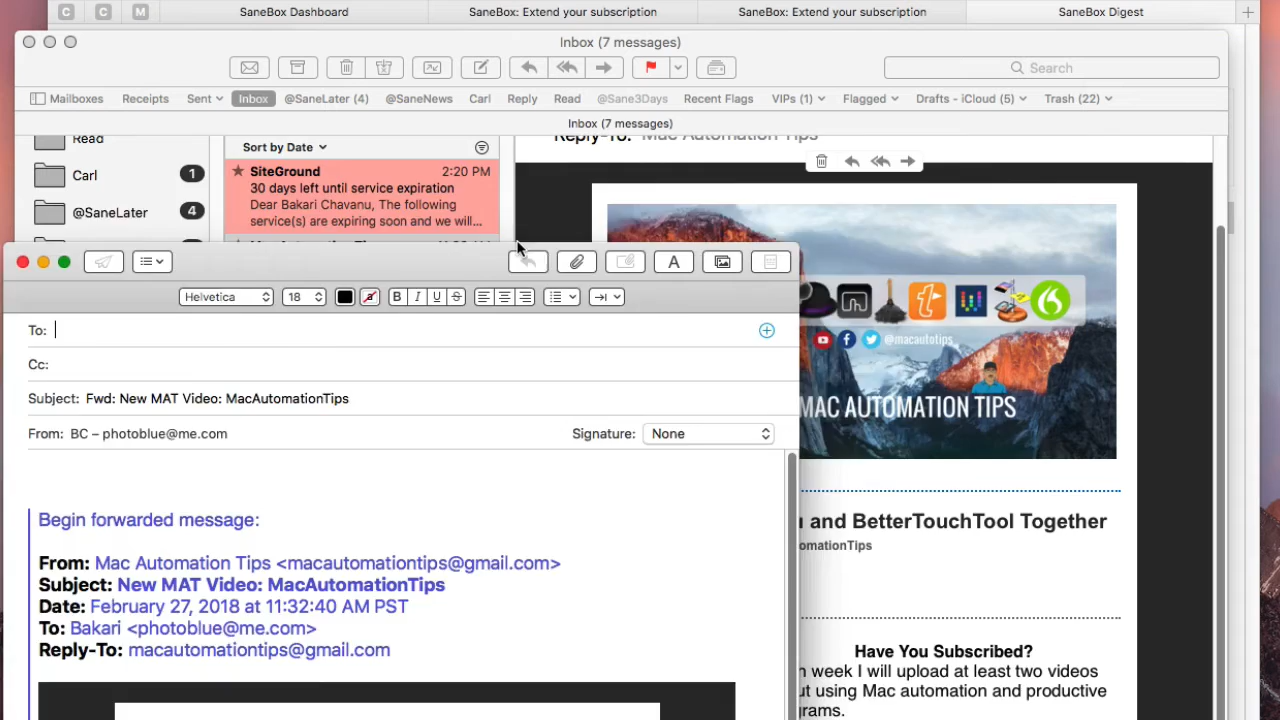 C
C
M
SaneBox Dashboard
SaneBox: Extend your subscription
SaneBox: Extend your subscription
SaneBox Digest
Inbox (7 messages)
Search
Mailboxes
Receipts
Sent
Inbox
@SaneLater (4)
@SaneNews
Carl
Reply
Read
@Sane3Days
Recent Flags
VIPs (1)
Flagged
Drafts - iCloud (5)
Trash (22)
Inbox (7 messages)
Read
Carl
1
@SaneLater
4
Sort by Date
SiteGround
2:20 PM
30 days left until service expiration
Dear Bakari Chavanu, The following
service(s) are expiring soon and we will...
Reply-To: Mac Automation Tips
@macautotips
MAC AUTOMATION TIPS
and BetterTouchTool Together
omationTips
Have You Subscribed?
week I will upload at least two videos
ut using Mac automation and productive
grams.
A
Helvetica
18
B
I
U
S
To:
Cc:
Subject: Fwd: New MAT Video: MacAutomationTips
From: BC – photoblue@me.com
Signature:
None
Begin forwarded message:
From: Mac Automation Tips <macautomationtips@gmail.com>
Subject: New MAT Video: MacAutomationTips
Date: February 27, 2018 at 11:32:40 AM PST
To: Bakari <photoblue@me.com>
Reply-To: macautomationtips@gmail.com